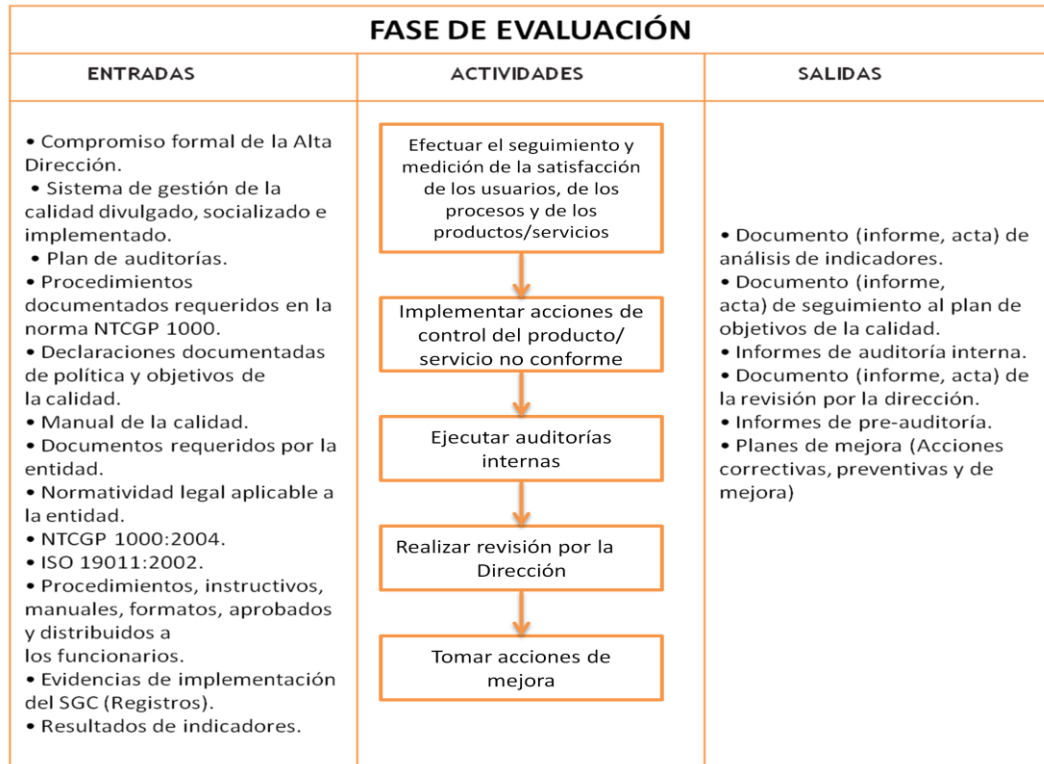 FASE DE EVALUACIÓN
ENTRADAS
ACTIVIDADES
SALIDAS
• Compromiso formal de la Alta
Dirección.
• Sistema de gestión de la
calidad divulgado, socializado e
implementado.
• Plan de auditorías.
• Procedimientos
documentados requeridos en la
norma NTCGP 1000.
• Declaraciones documentadas
de política y objetivos de
la calidad.
• Manual de la calidad.
• Documentos requeridos por la
entidad.
• Normatividad legal aplicable a
la entidad.
• NTCGP 1000:2004.
• ISO 19011:2002.
• Procedimientos, instructivos,
manuales, formatos, aprobados
y distribuidos a
los funcionarios.
• Evidencias de implementación
del SGC (Registros).
• Resultados de indicadores.
Efectuar el seguimiento y
medición de la satisfacción
de los usuarios, de los
procesos y de los
productos/servicios
Implementar acciones de
control del producto/
servicio no conforme
Ejecutar auditorías
internas
Realizar revisión por la
Dirección
Tomar acciones de
mejora
• Documento (informe, acta) de
análisis de indicadores.
• Documento (informe,
acta) de seguimiento al plan de
objetivos de la calidad.
• Informes de auditoría interna.
• Documento (informe, acta) de
la revisión por la dirección.
• Informes de pre-auditoría.
• Planes de mejora (Acciones
correctivas, preventivas y de
mejora)